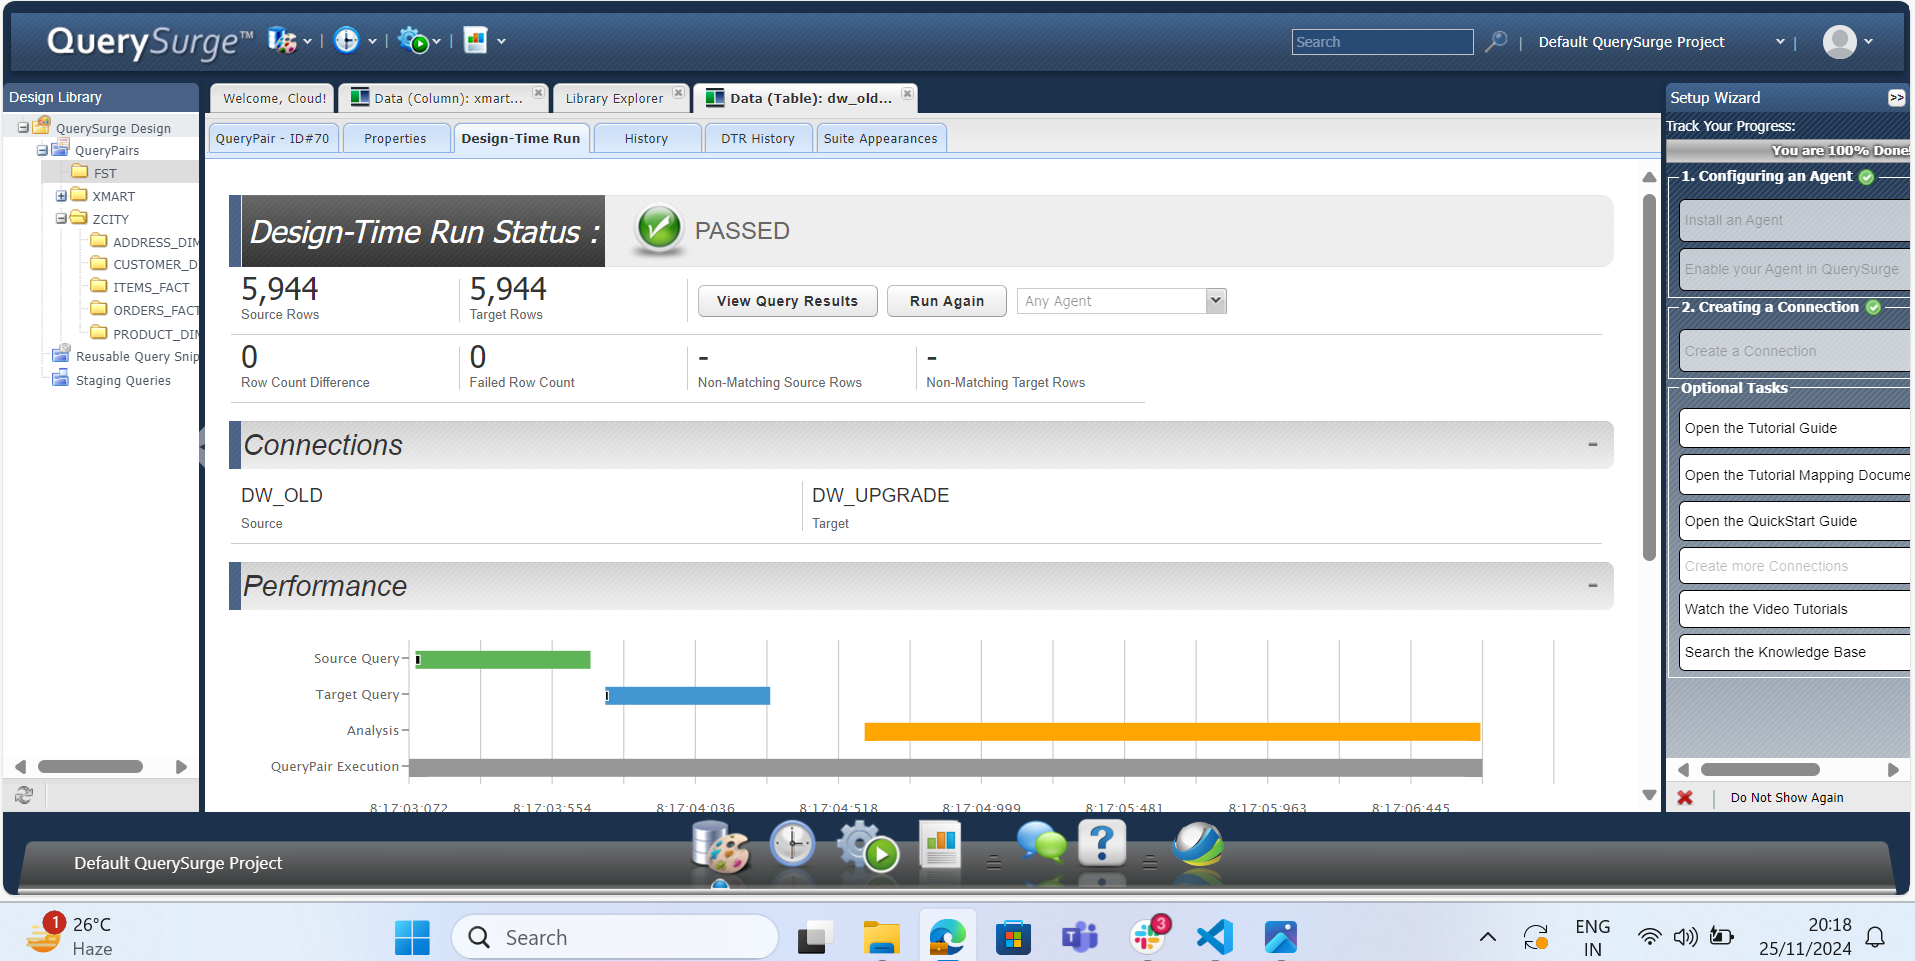 QuerySurge™
Search
Default QuerySurge Project
Design Library
QuerySurge Design
QueryPairs
FST
XMART
ZCITY
ADDRESS_DIM
CUSTOMER_D
ITEMS_FACT
ORDERS_FACT
PRODUCT_DIM
Reusable Query Snip
Staging Queries
Welcome, Cloud!
Data (Column): xmart...
Library Explorer
Data (Table): dw_old...
QueryPair - ID#70
Properties
Design-Time Run
History
DTR History
Suite Appearances
Design-Time Run Status :
PASSED
5,944
Source Rows
5,944
Target Rows
View Query Results
Run Again
Any Agent
0
Row Count Difference
0
Failed Row Count
-
Non-Matching Source Rows
-
Non-Matching Target Rows
Connections
-
DW_OLD
Source
DW_UPGRADE
Target
Performance
-
Source Query
Target Query
Analysis
QueryPair Execution
8:17:03:072 8:17:03:554 8:17:04:036 8:17:04:518 8:17:04:999 8:17:05:481 8:17:05:963 8:17:06:445
Setup Wizard
>>
Track Your Progress:
You are 100% Done!
1. Configuring an Agent
Install an Agent
Enable your Agent in QuerySurge
2. Creating a Connection
Create a Connection
Optional Tasks
Open the Tutorial Guide
Open the Tutorial Mapping Docume
Open the QuickStart Guide
Create more Connections
Watch the Video Tutorials
Search the Knowledge Base
Do Not Show Again
Default QuerySurge Project
?
1
26°C
Haze
Search
3
ENG
IN
20:18
25/11/2024